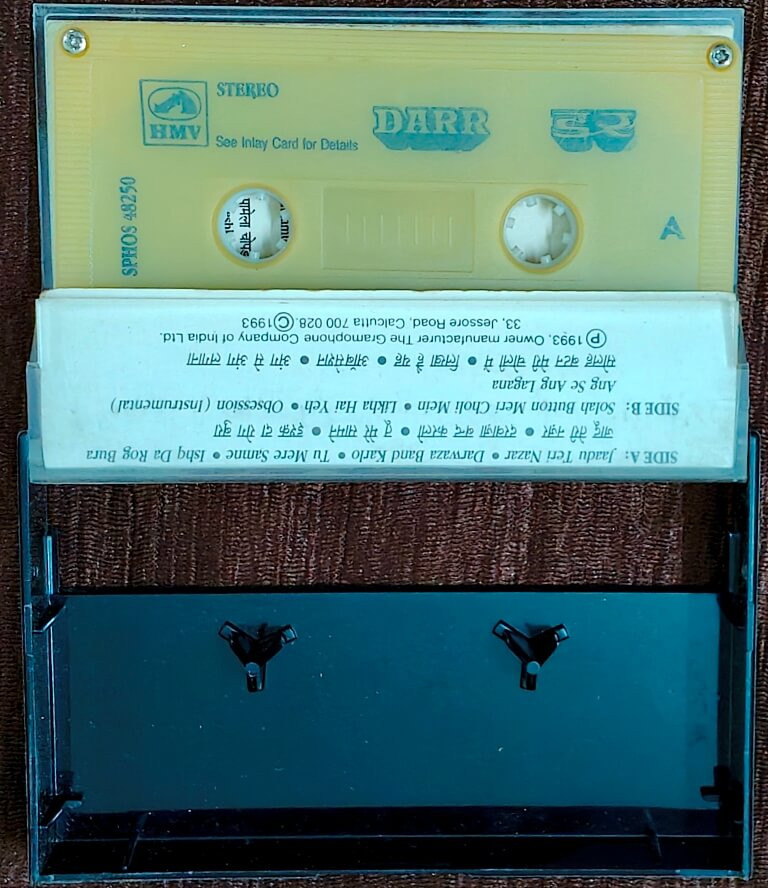 STEREO
HMV
See Inlay Card for Details
DARR
डर
SPHOS 48250
A
SIDE A: Jaadu Teri Nazar • Darwaza Band Karlo • Tu Mere Samne • Ishq Da Rog Bura
जादू तेरी नज़र • दरवाज़ा बन्द करलो • तू मेरे सामने • इश्क दा रोग बुरा
SIDE B: Solah Button Meri Choli Mein • Likha Hai Yeh • Obsession (Instrumental)
Ang Se Ang Lagana
सोलह बटन मेरी चोली में • लिखा है यह • ऑब्सेशन • अंग से अंग लगाना
Ⓟ 1993, Owner manufacturer The Gramophone Company of India Ltd.
33, Jessore Road, Calcutta 700 028. Ⓒ 1993